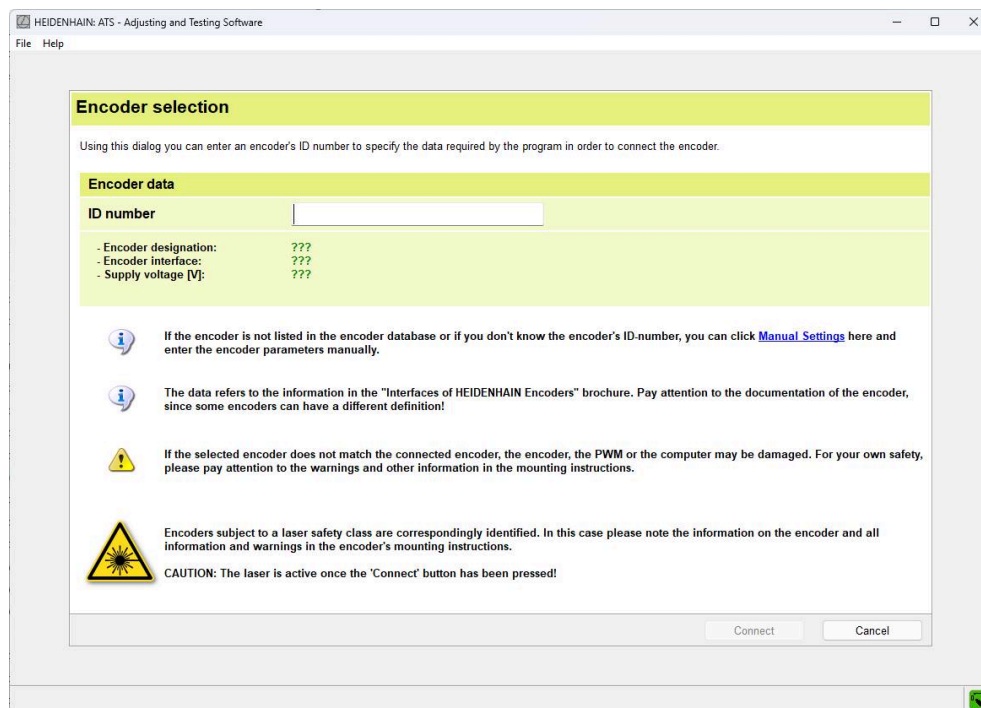 HEIDENHAIN: ATS - Adjusting and Testing Software
File Help
Encoder selection
Using this dialog you can enter an encoder's ID number to specify the data required by the program in order to connect the encoder.
Encoder data
ID number
- Encoder designation: ???
- Encoder interface: ???
- Supply voltage [V]: ???
If the encoder is not listed in the encoder database or if you don't know the encoder's ID-number, you can click Manual Settings here and
enter the encoder parameters manually.
The data refers to the information in the "Interfaces of HEIDENHAIN Encoders" brochure. Pay attention to the documentation of the encoder,
since some encoders can have a different definition!
If the selected encoder does not match the connected encoder, the encoder, the PWM or the computer may be damaged. For your own safety,
please pay attention to the warnings and other information in the mounting instructions.
Encoders subject to a laser safety class are correspondingly identified. In this case please note the information on the encoder and all
information and warnings in the encoder's mounting instructions.
CAUTION: The laser is active once the 'Connect' button has been pressed!
Connect Cancel